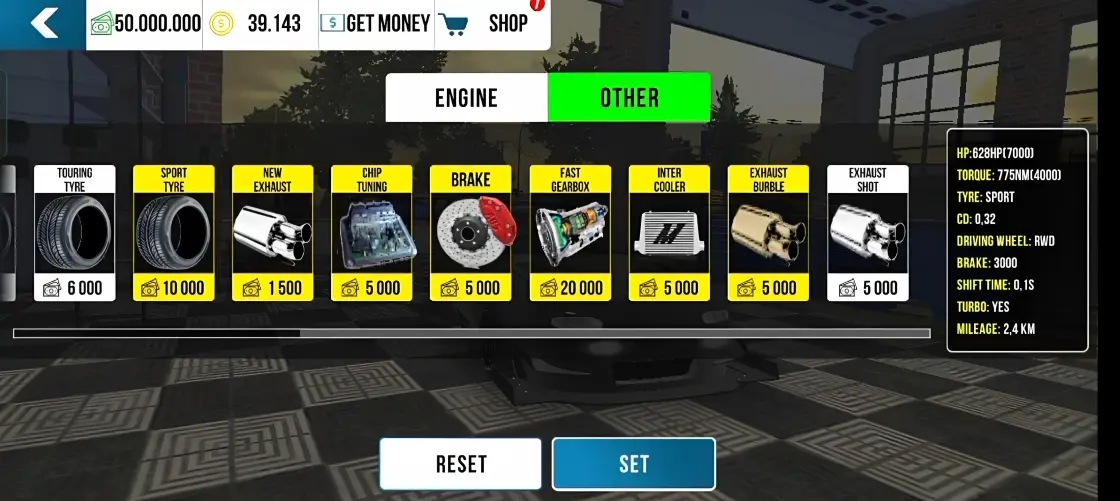 50.000.000
39.143
$ GET MONEY
SHOP
ENGINE
OTHER
TOURING
TYRE
6 000
SPORT
TYRE
10 000
NEW
EXHAUST
1 500
CHIP
TUNING
5 000
BRAKE
5 000
FAST
GEARBOX
20 000
INTER
COOLER
5 000
EXHAUST
BURBLE
5 000
EXHAUST
SHOT
5 000
HP:628HP(7000)
TORQUE: 775NM(4000)
TYRE: SPORT
CD: 0,32
DRIVING WHEEL: RWD
BRAKE: 3000
SHIFT TIME: 0,1S
TURBO: YES
MILEAGE: 2,4 KM
RESET
SET